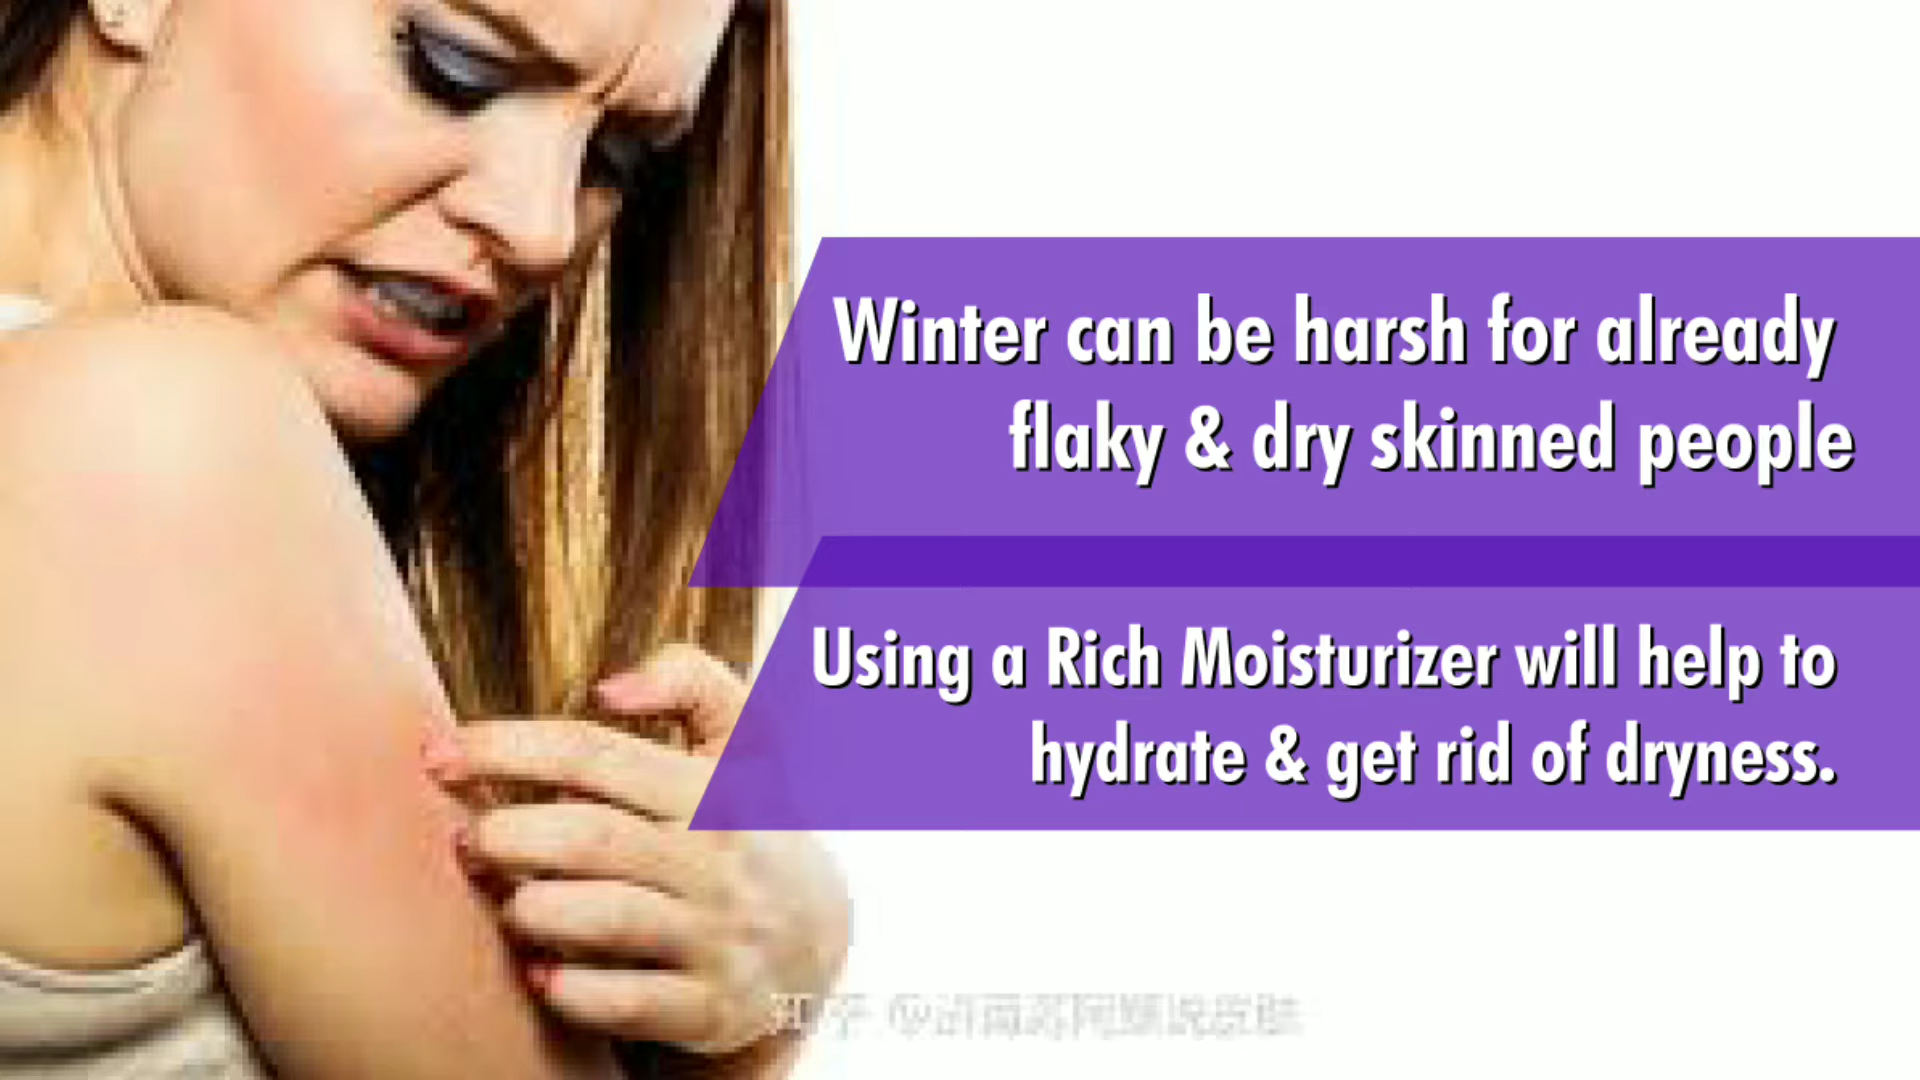 Winter can be harsh for already
flaky & dry skinned people
Using a Rich Moisturizer will help to
hydrate & get rid of dryness.